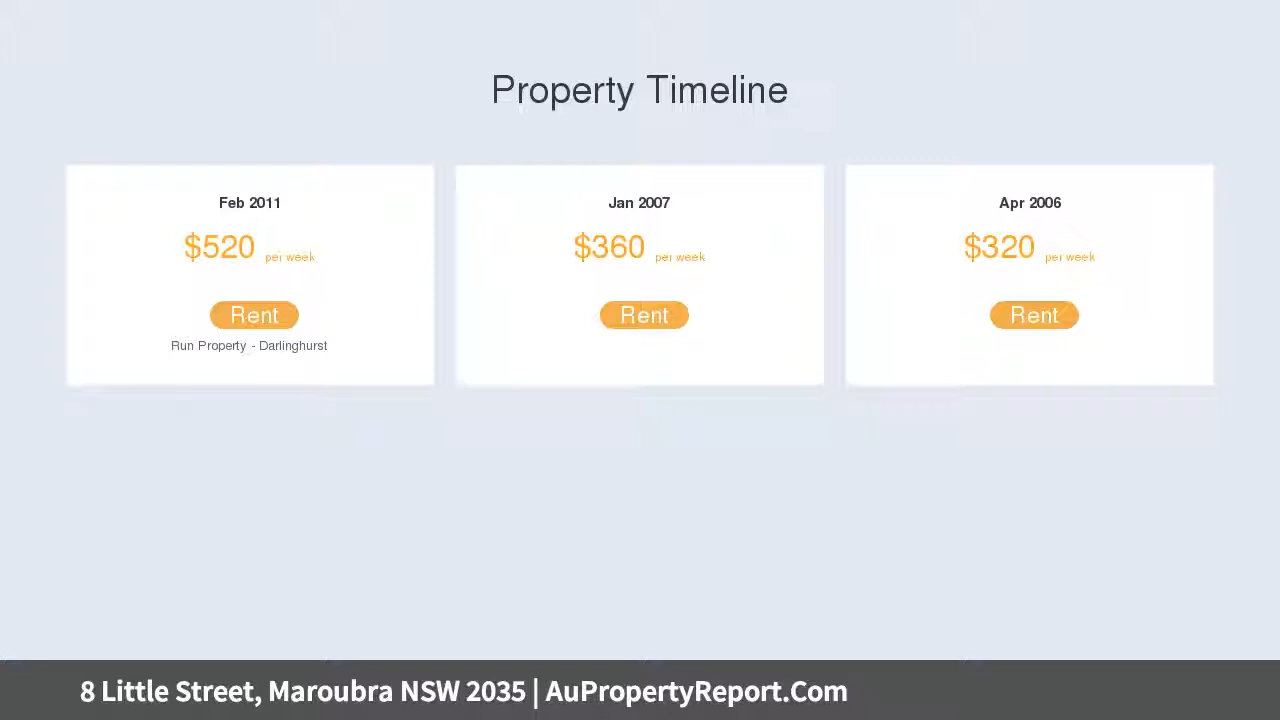 Property Timeline
Feb 2011
$520 per week
Rent
Run Property - Darlinghurst
Jan 2007
$360 per week
Rent
Apr 2006
$320 per week
Rent
8 Little Street, Maroubra NSW 2035 | AuPropertyReport.Com